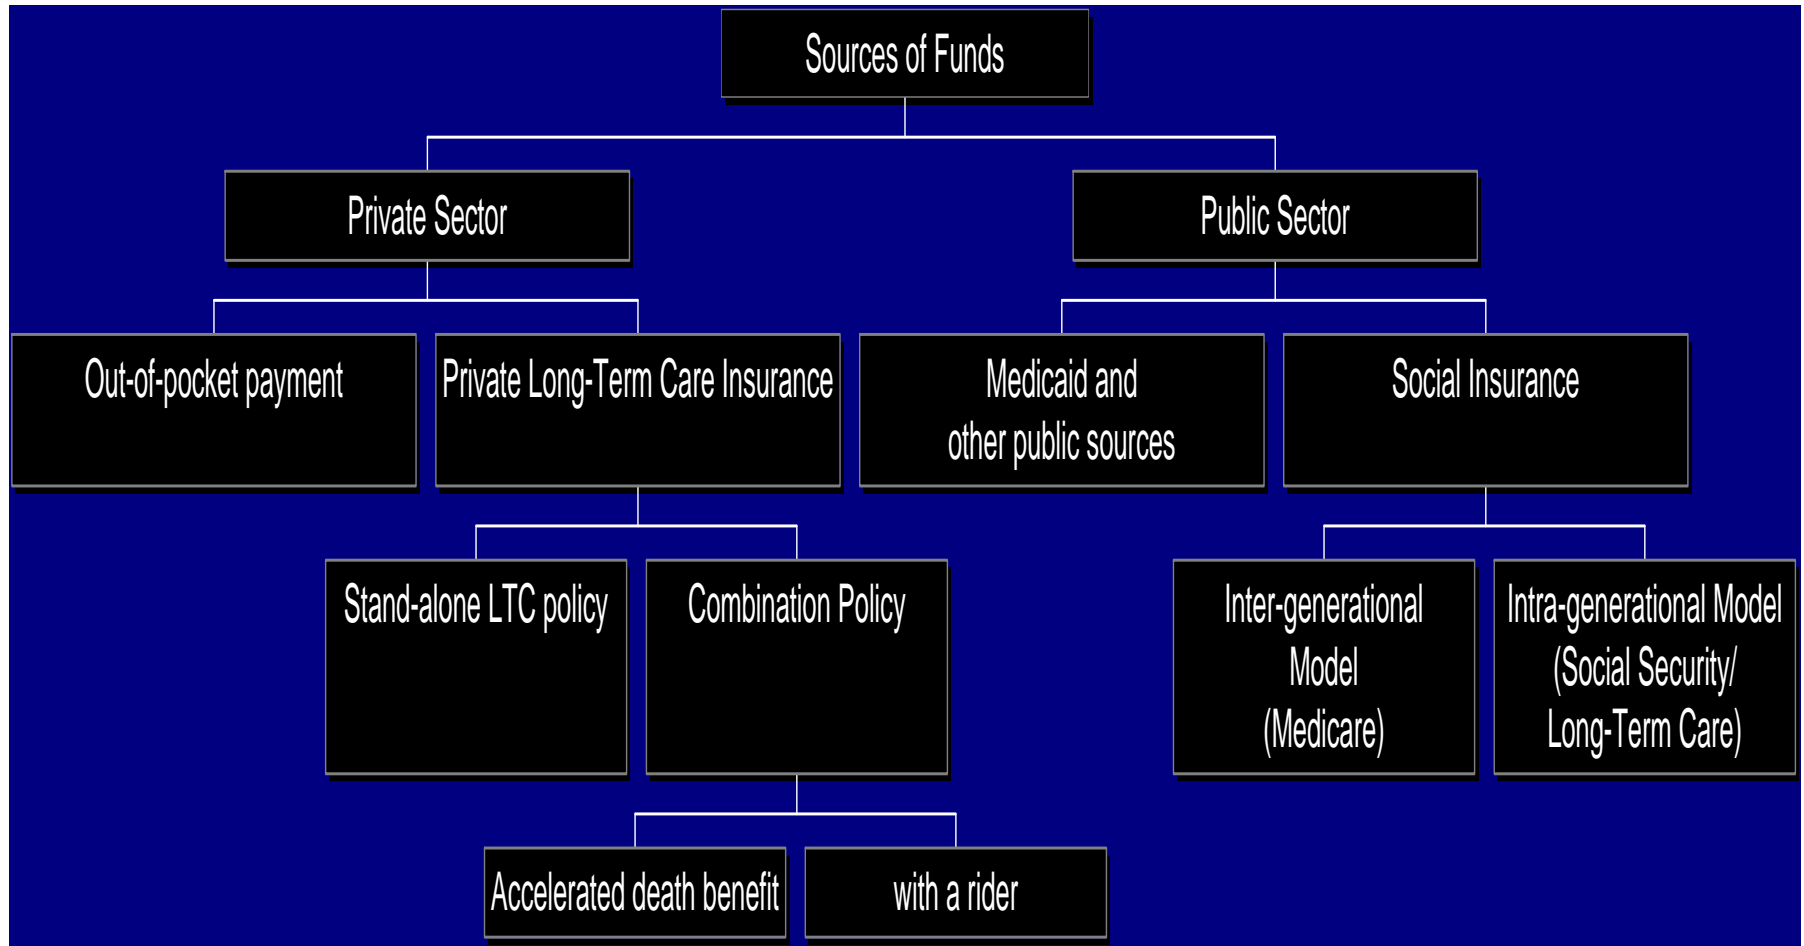 Sources of Funds
Private Sector
Public Sector
Out-of-pocket payment
Private Long-Term Care Insurance
Medicaid and
other public sources
Social Insurance
Stand-alone LTC policy
Combination Policy
Inter-generational
Model
(Medicare)
Intra-generational Model
(Social Security/
Long-Term Care)
Accelerated death benefit
with a rider